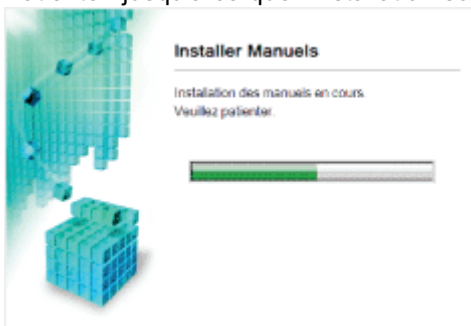 Installer Manuels
Installation des manuels en cours.
Veuillez patienter.